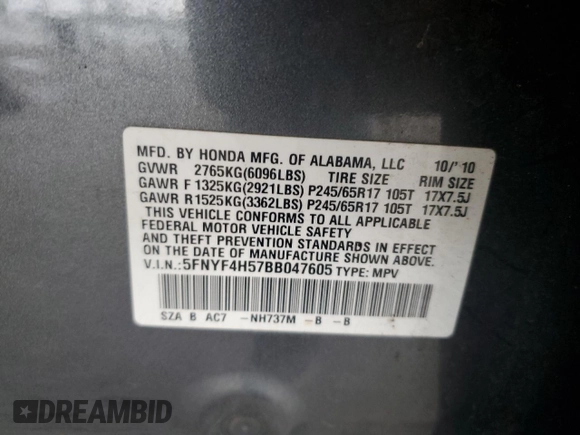 MFD. BY HONDA MFG. OF ALABAMA, LLC 10/'10
GVWR 2765KG(6096LBS) TIRE SIZE RIM SIZE
GAWR F 1325KG(2921LBS) P245/65R17 105T 17X7.5J
GAWR R1525KG(3362LBS) P245/65R17 105T 17X7.5J
THIS VEHICLE CONFORMS TO ALL APPLICABLE
FEDERAL MOTOR VEHICLE SAFETY
AND THEFT PREVENTION STANDARDS IN EFFECT
ON THE DATE OF MANUFACTURE SHOWN ABOVE.
V.I.N.:5FNYF4H57BB047605 TYPE: MPV
SZA B AC7 -NH737M -B -B
DREAMBID